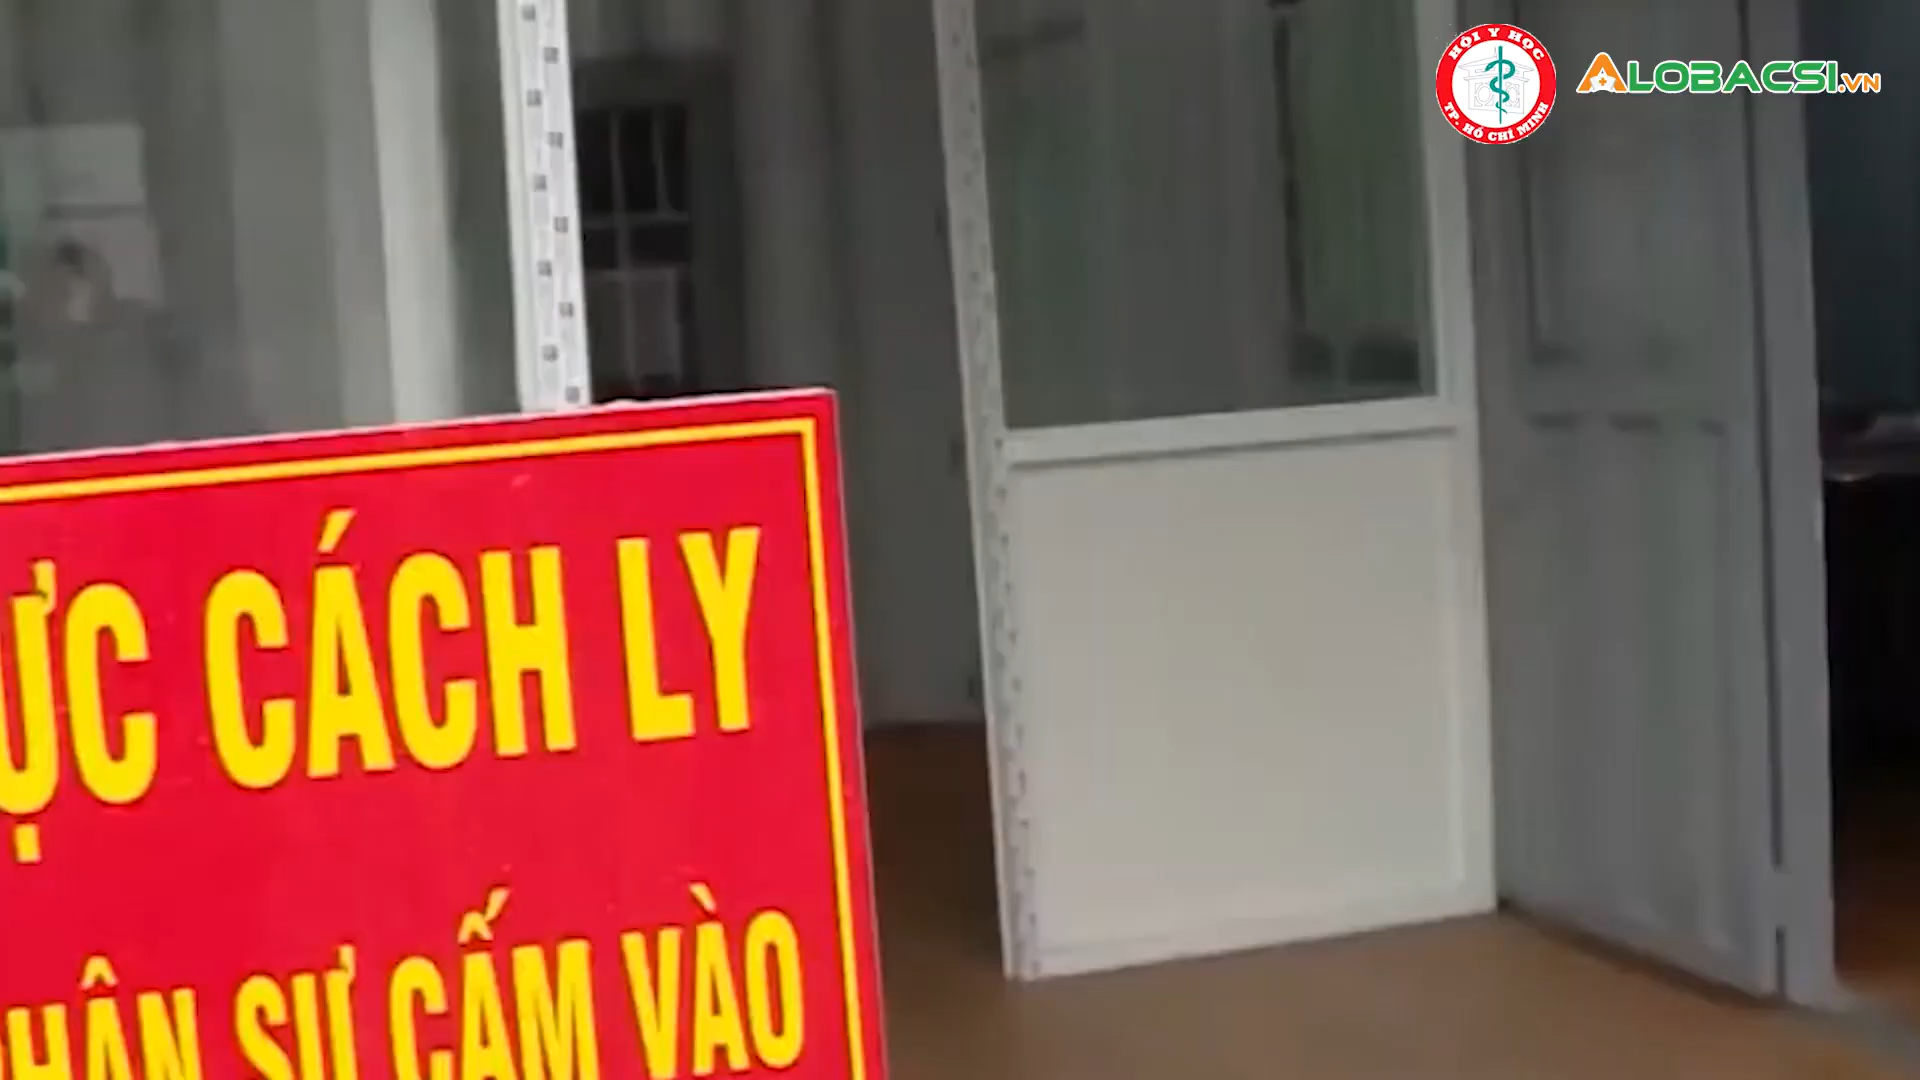 HỘI Y HỌC
TP. HỒ CHÍ MINH
ALOBACSI.VN
ỰC CÁCH LY
HÂN SỰ CẤM VÀO